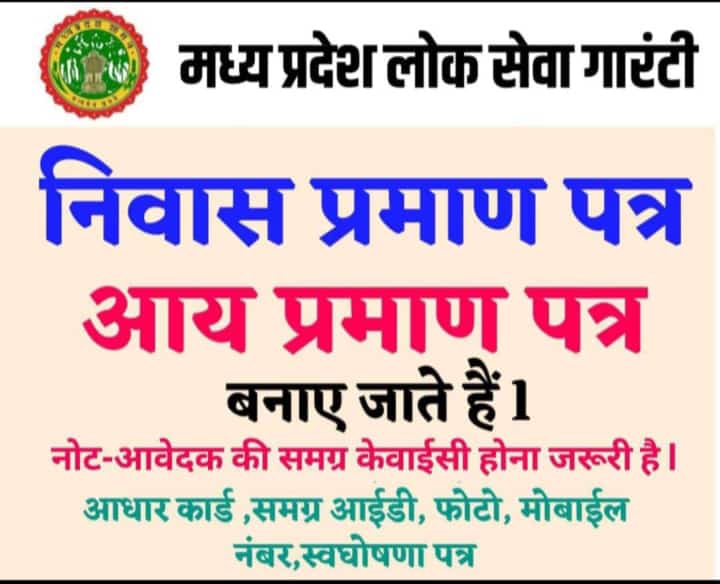 मध्य प्रदेश लोक सेवा गारंटी
निवास प्रमाण पत्र
आय प्रमाण पत्र
बनाए जाते हैं l
नोट-आवेदक की समग्र केवाईसी होना जरूरी है l
आधार कार्ड ,समग्र आईडी, फोटो, मोबाईल
नंबर,स्वघोषणा पत्र